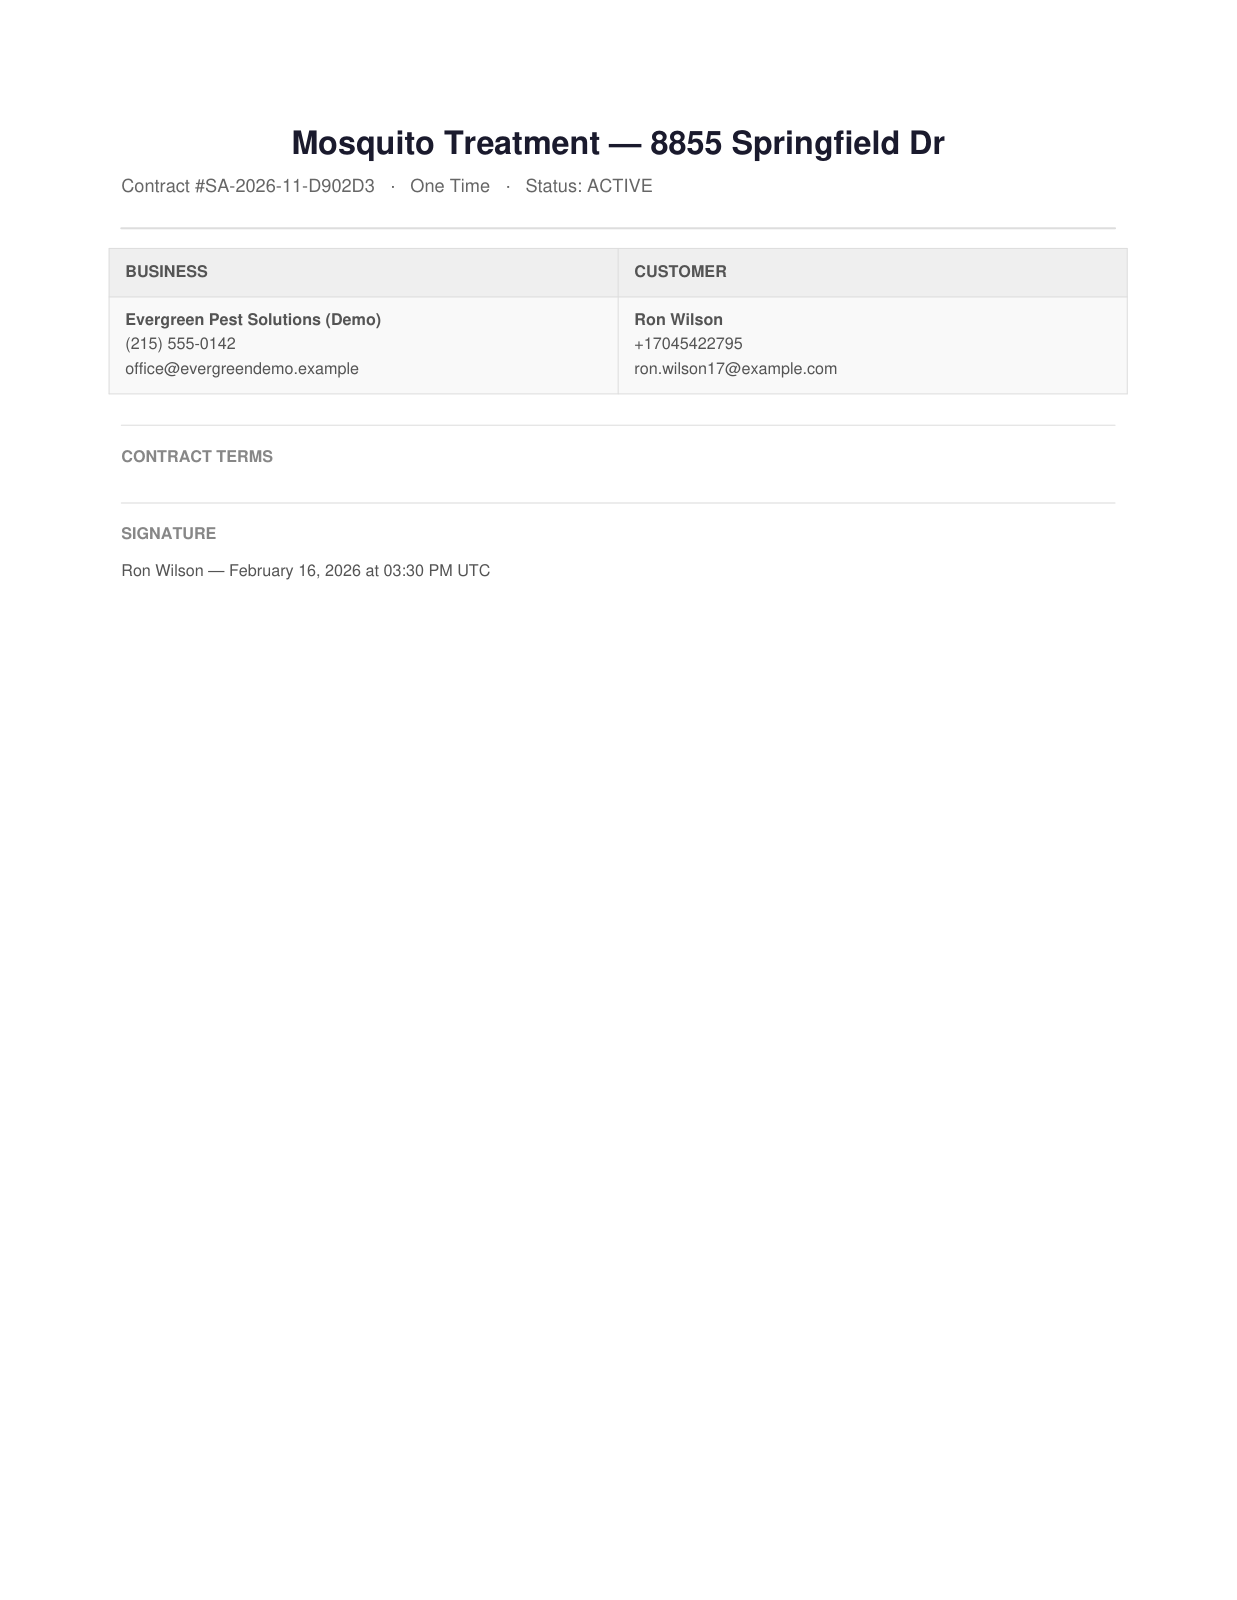 Mosquito Treatment — 8855 Springfield Dr
Contract #SA-2026-11-D902D3 · One Time · Status: ACTIVE
BUSINESS
CUSTOMER
Evergreen Pest Solutions (Demo)
(215) 555-0142
office@evergreendemo.example
Ron Wilson
+17045422795
ron.wilson17@example.com
CONTRACT TERMS
SIGNATURE
Ron Wilson — February 16, 2026 at 03:30 PM UTC